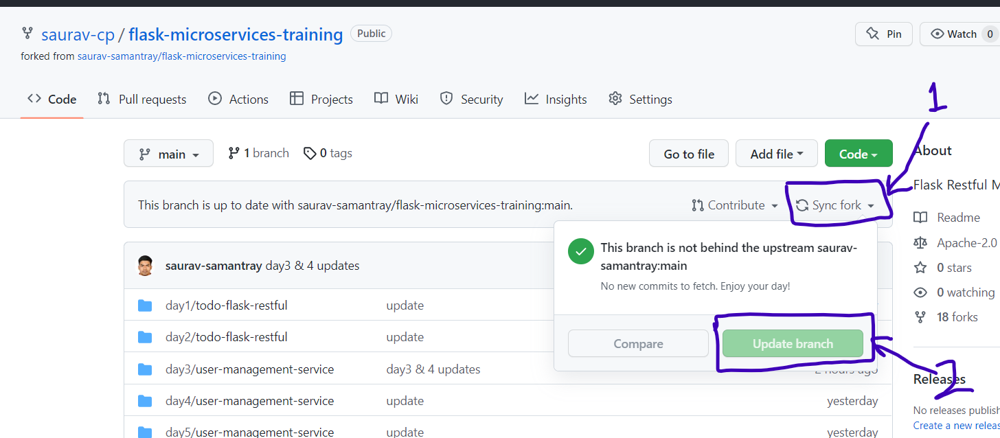 saurav-cp / flask-microservices-training Public
Pin
Watch 0
forked from saurav-samantray/flask-microservices-training
1
Code Pull requests Actions Projects Wiki Security Insights Settings
main 1 branch 0 tags Go to file Add file Code
About
This branch is up to date with saurav-samantray/flask-microservices-training:main. Contribute Sync fork
Flask Restful M
Readme
Apache-2.0
0 stars
0 watching
18 forks
This branch is not behind the upstream saurav-
samantray:main
No new commits to fetch. Enjoy your day!
Compare Update branch
saurav-samantray day3 & 4 updates
day1/todo-flask-restful update
day2/todo-flask-restful update
day3/user-management-service day3 & 4 updates 2 hours ago
day4/user-management-service update yesterday
day5/user-management-service update yesterday
2
Releases
No releases publish
Create a new releas